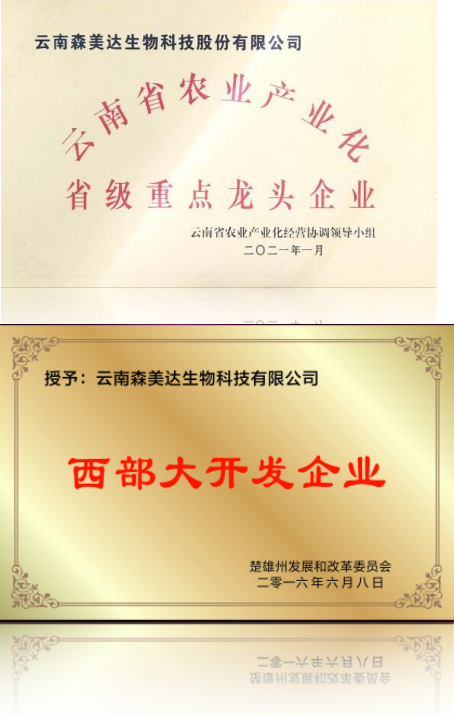 云南森美达生物科技股份有限公司
云南省农业产业化
省级重点龙头企业
云南省农业产业化经营协调领导小组
二〇二一年一月
授予：云南森美达生物科技有限公司
西部大开发企业
楚雄州发展和改革委员会
二零一六年六月八日